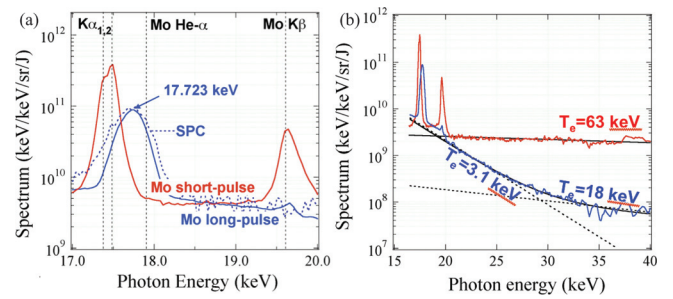 (a)
Kα1,2
Mo He-α
Mo Kβ
17.723 keV
SPC
Mo short-pulse
Mo long-pulse
10^12
10^11
10^10
10^9
17.0 18.0 19.0 20.0
Photon Energy (keV)
Spectrum (keV/keV/sr/J)
(b)
Te=63 keV
Te=3.1 keV
Te=18 keV
10^12
10^11
10^10
10^9
10^8
10^7
15 20 25 30 35 40
Photon energy (keV)
Spectrum (keV/keV/sr/J)